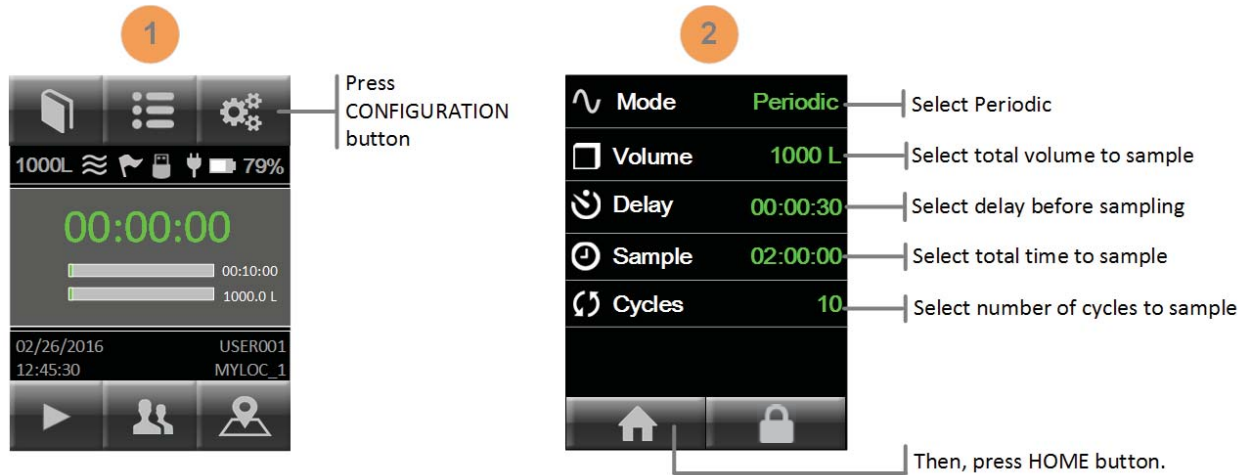 1
2
Press
CONFIGURATION
button
1000L 79%
00:00:00
00:10:00
1000.0 L
02/26/2016 USER001
12:45:30 MYLOC_1
Mode Periodic
Select Periodic
Volume 1000 L
Select total volume to sample
Delay 00:00:30
Select delay before sampling
Sample 02:00:00
Select total time to sample
Cycles 10
Select number of cycles to sample
Then, press HOME button.